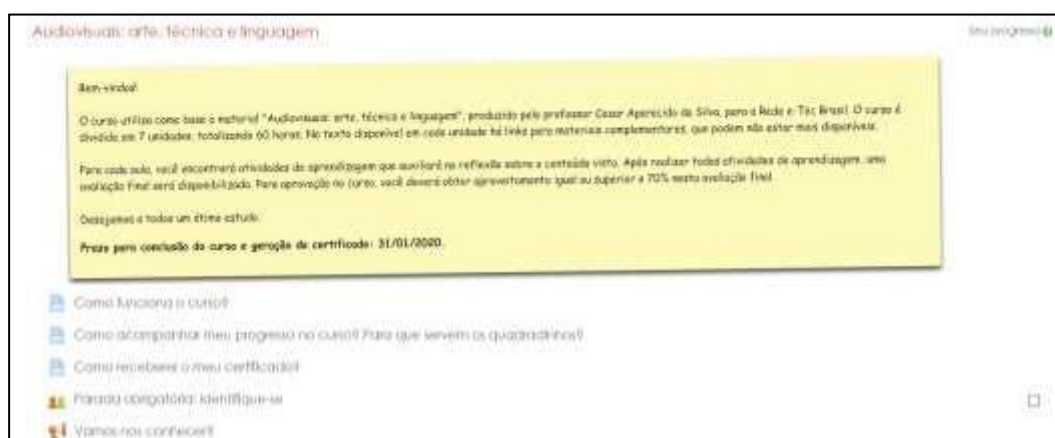 Audiovisuais: arte, técnica e linguagem
Seu progresso
Bem-vindos!
O curso utiliza como base o material "Audiovisuais: arte, técnica e linguagem", produzido pelo professor Cesar Aparecido da Silva, para a Rede e-Tec Brasil. O curso é
dividido em 7 unidades, totalizando 60 horas. No texto disponível em cada unidade há links para materiais complementares, que podem não estar mais disponíveis.
Para cada aula, você encontrará atividades de aprendizagem que auxiliará na reflexão sobre o conteúdo visto. Após realizar todas atividades de aprendizagem, uma
avaliação final será disponibilizada. Para aprovação no curso, você deverá obter aproveitamento igual ou superior a 70% nesta avaliação final.
Desejamos a todos um ótimo estudo.
Prazo para conclusão do curso e geração de certificado: 31/01/2020.
Como funciona o curso?
Como acompanhar meu progresso no curso? Para que servem os quadradinhos?
Como receberei o meu certificado?
Parada obrigatória: Identifique-se
Vamos nos conhecer?